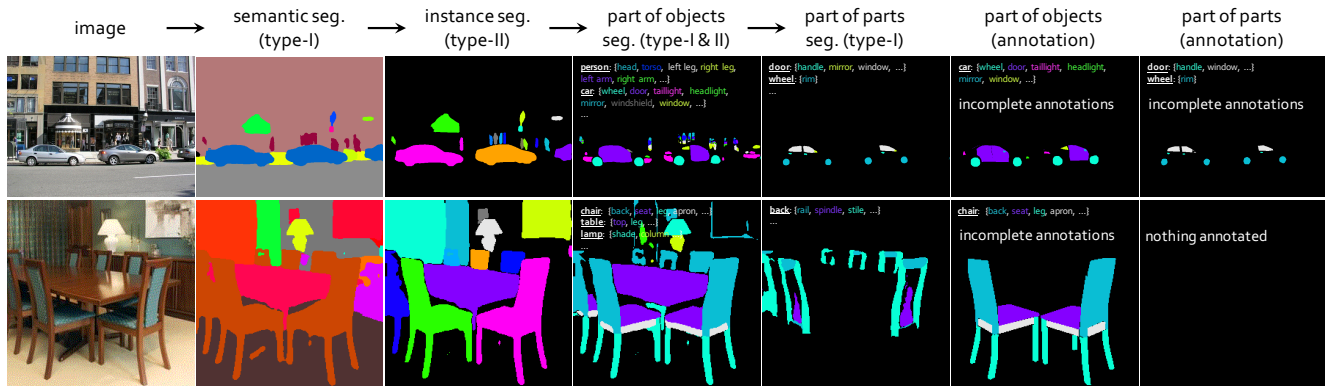 image
semantic seg.
(type-I)
instance seg.
(type-II)
part of objects
seg. (type-I & II)
part of parts
seg. (type-I)
part of objects
(annotation)
part of parts
(annotation)
person: {head, torso, left leg, right leg,
left arm, right arm, ...}
car: {wheel, door, taillight, headlight,
mirror, windshield, window, ...}
...
door: {handle, mirror, window, ...}
wheel: {rim}
...
car: {wheel, door, taillight, headlight,
mirror, window, ...}
incomplete annotations
door: {handle, window, ...}
wheel: {rim}
incomplete annotations
chair: {back, seat, leg, apron, ...}
table: {top, leg, ...}
lamp: {shade, column
...
back: {rail, spindle, stile, ...}
...
chair: {back, seat, leg, apron, ...}
incomplete annotations
nothing annotated